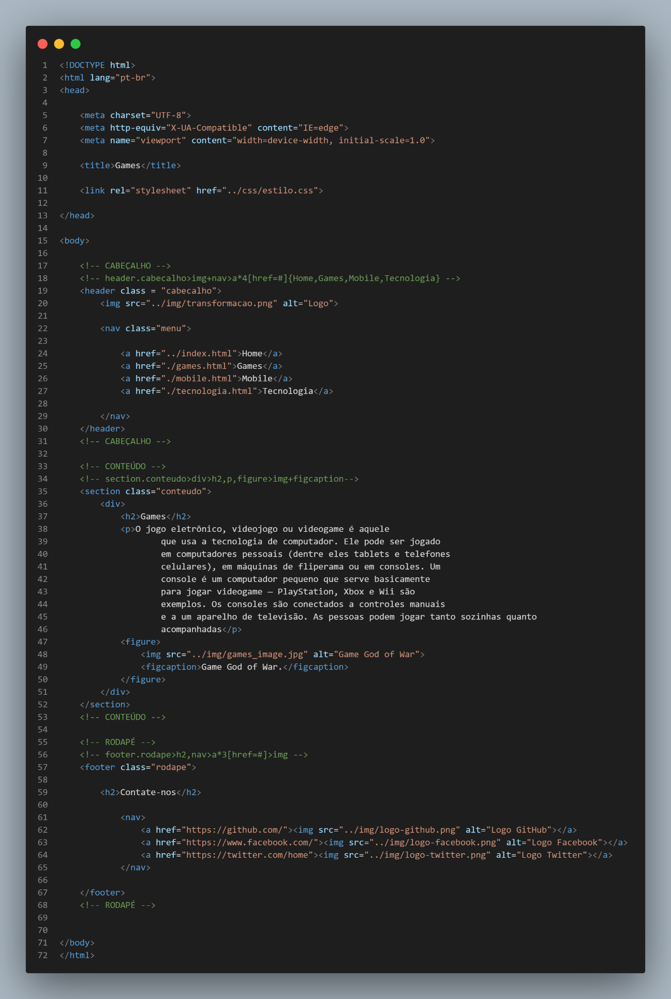 1 <!DOCTYPE html>
2 <html lang="pt-br">
3 <head>
4
5     <meta charset="UTF-8">
6     <meta http-equiv="X-UA-Compatible" content="IE=edge">
7     <meta name="viewport" content="width=device-width, initial-scale=1.0">
8
9     <title>Games</title>
10
11     <link rel="stylesheet" href="../css/estilo.css">
12
13 </head>
14
15 <body>
16
17     <!-- CABEÇALHO -->
18     <!-- header.cabecalho>img+nav>a*4[href=#]{Home,Games,Mobile,Tecnologia} -->
19     <header class = "cabecalho">
20         <img src="../img/transformacao.png" alt="Logo">
21
22         <nav class="menu">
23
24             <a href="../index.html">Home</a>
25             <a href="./games.html">Games</a>
26             <a href="./mobile.html">Mobile</a>
27             <a href="./tecnologia.html">Tecnologia</a>
28
29         </nav>
30     </header>
31     <!-- CABEÇALHO -->
32
33     <!-- CONTEÚDO -->
34     <!-- section.conteudo>div>h2,p,figure>img+figcaption-->
35     <section class="conteudo">
36         <div>
37             <h2>Games</h2>
38             <p>O jogo eletrônico, videojogo ou videogame é aquele
39                     que usa a tecnologia de computador. Ele pode ser jogado
40                     em computadores pessoais (dentre eles tablets e telefones
41                     celulares), em máquinas de fliperama ou em consoles. Um
42                     console é um computador pequeno que serve basicamente
43                     para jogar videogame — PlayStation, Xbox e Wii são
44                     exemplos. Os consoles são conectados a controles manuais
45                     e a um aparelho de televisão. As pessoas podem jogar tanto sozinhas quanto
46                     acompanhadas</p>
47             <figure>
48                 <img src="../img/games_image.jpg" alt="Game God of War">
49                 <figcaption>Game God of War.</figcaption>
50             </figure>
51         </div>
52     </section>
53     <!-- CONTEÚDO -->
54
55     <!-- RODAPÉ -->
56     <!-- footer.rodape>h2,nav>a*3[href=#]>img -->
57     <footer class="rodape">
58
59         <h2>Contate-nos</h2>
60
61             <nav>
62                 <a href="https://github.com/"><img src="../img/logo-github.png" alt="Logo GitHub"></a>
63                 <a href="https://www.facebook.com/"><img src="../img/logo-facebook.png" alt="Logo Facebook"></a>
64                 <a href="https://twitter.com/home"><img src="../img/logo-twitter.png" alt="Logo Twitter"></a>
65             </nav>
66
67     </footer>
68     <!-- RODAPÉ -->
69
70
71 </body>
72 </html>